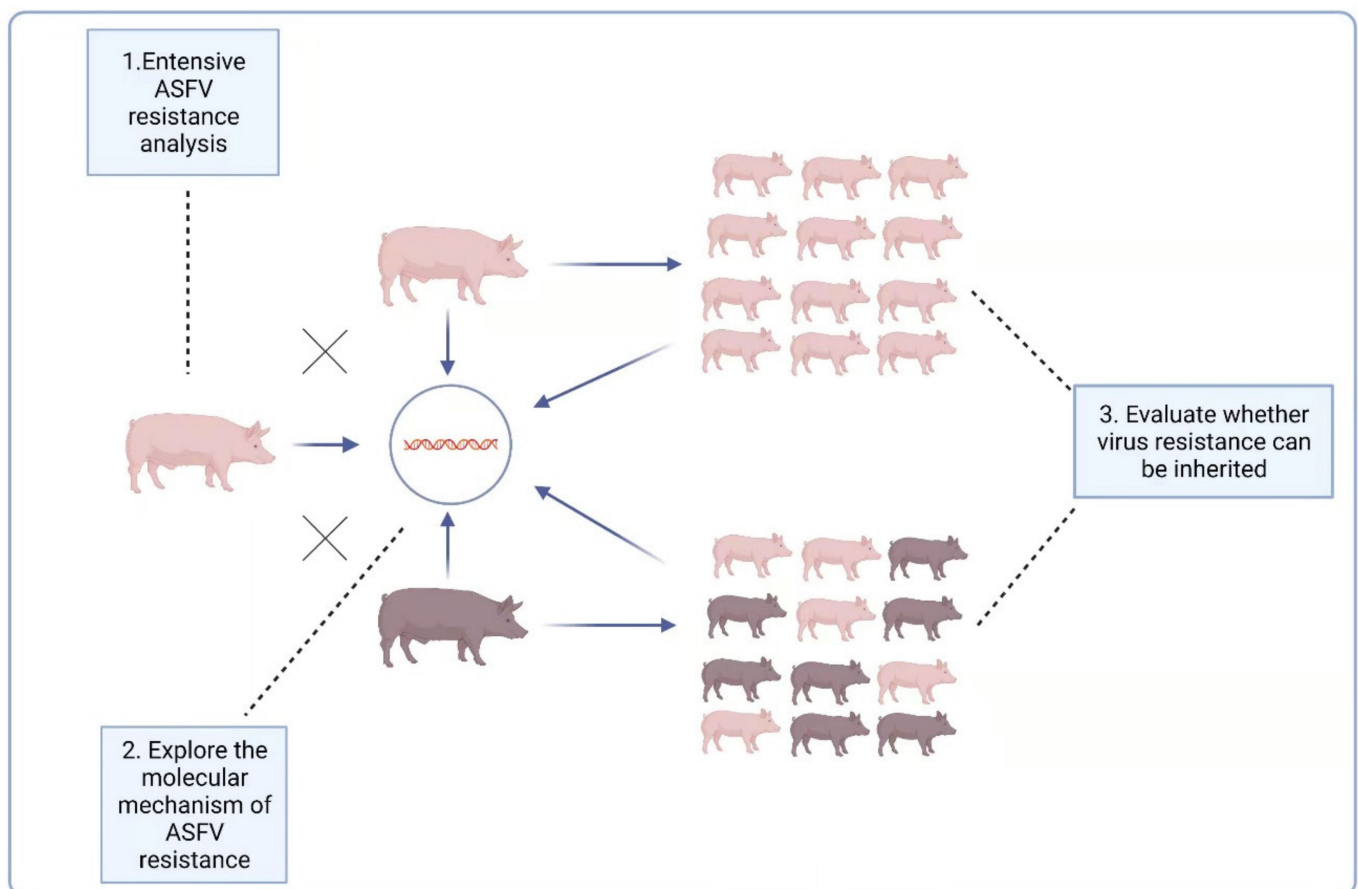 1.Entensive
ASFV
resistance
analysis
3. Evaluate whether
virus resistance can
be inherited
2. Explore the
molecular
mechanism of
ASFV
resistance